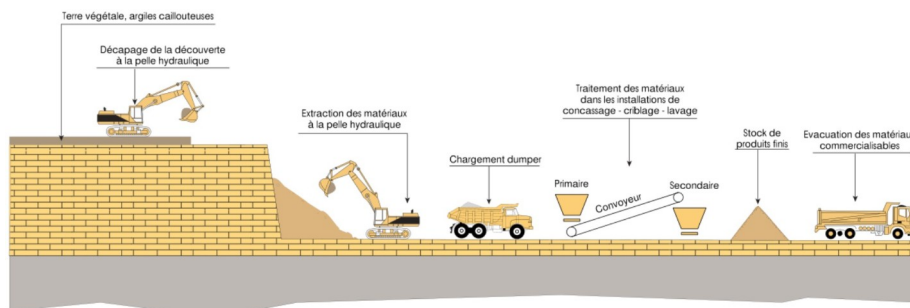 Terre végétale, argiles caillouteuses
Décapage de la découverte
à la pelle hydraulique
Extraction des matériaux
à la pelle hydraulique
Chargement dumper
Traitement des matériaux
dans les installations de
concassage - criblage - lavage
Primaire
Convoyeur
Secondaire
Stock de
produits finis
Evacuation des matériau
commercialisables